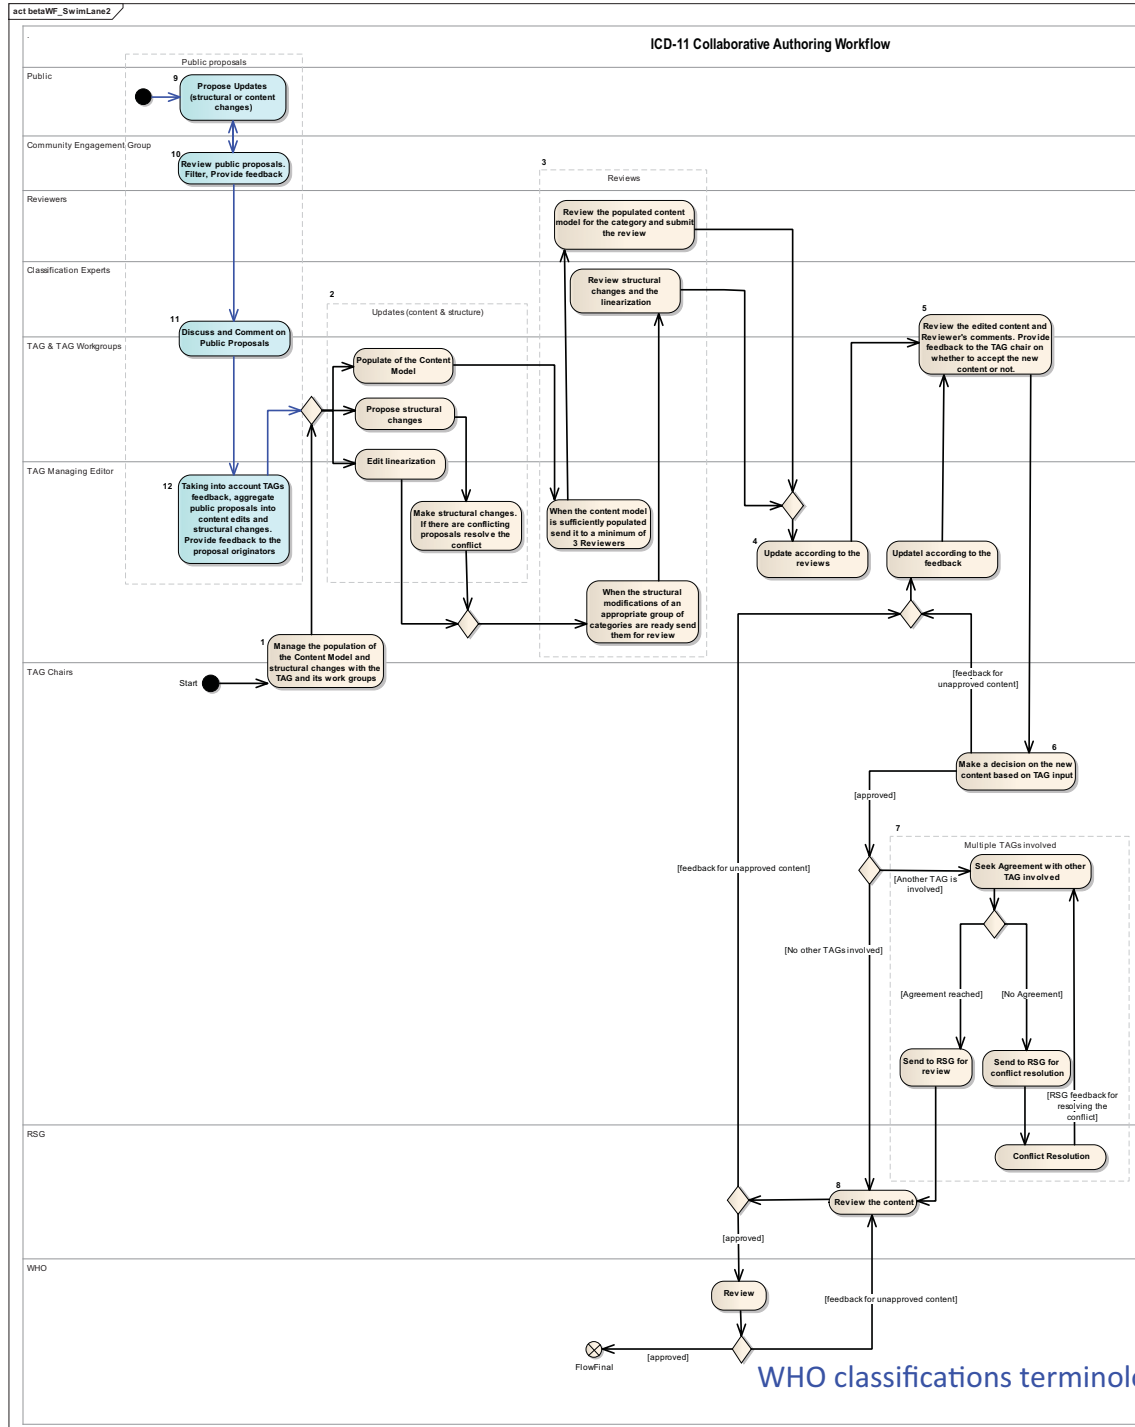 act betaWF_SwimLane2
ICD-11 Collaborative Authoring Workflow
Public proposals
Public
9
Propose Updates
(structural or content
changes)
Community Engagement Group
10
Review public proposals.
Filter, Provide feedback
3
Reviews
Reviewers
Review the populated content
model for the category and submit
the review
Classification Experts
Review structural
changes and the
linearization
2
Updates (content & structure)
11
Discuss and Comment on
Public Proposals
5
Review the edited content and
Reviewer's comments. Provide
feedback to the TAG chair on
whether to accept the new
content or not.
TAG & TAG Workgroups
Populate of the Content
Model
Propose structural
changes
Edit linearization
TAG Managing Editor
12
Taking into account TAGs
feedback, aggregate
public proposals into
content edits and
structural changes.
Provide feedback to the
proposal originators
Make structural changes.
If there are conflicting
proposals resolve the
conflict
When the content model
is sufficiently populated
send it to a minimum of
3 Reviewers
4
Update according to the
reviews
Updatel according to the
feedback
When the structural
modifications of an
appropriate group of
categories are ready send
them for review
1
Manage the population of
the Content Model and
structural changes with the
TAG and its work groups
TAG Chairs
Start
[feedback for
unapproved content]
6
Make a decision on the new
content based on TAG input
[approved]
7
Multiple TAGs involved
Seek Agreement with other
TAG involved
[feedback for unapproved content]
[Another TAG is
involved]
[No other TAGs involved]
[Agreement reached]
[No Agreement]
Send to RSG for
review
Send to RSG for
conflict resolution
[RSG feedback for
resolving the
conflict]
RSG
Conflict Resolution
8
Review the content
[approved]
WHO
Review
[feedback for unapproved content]
[approved]
FlowFinal
WHO classifications